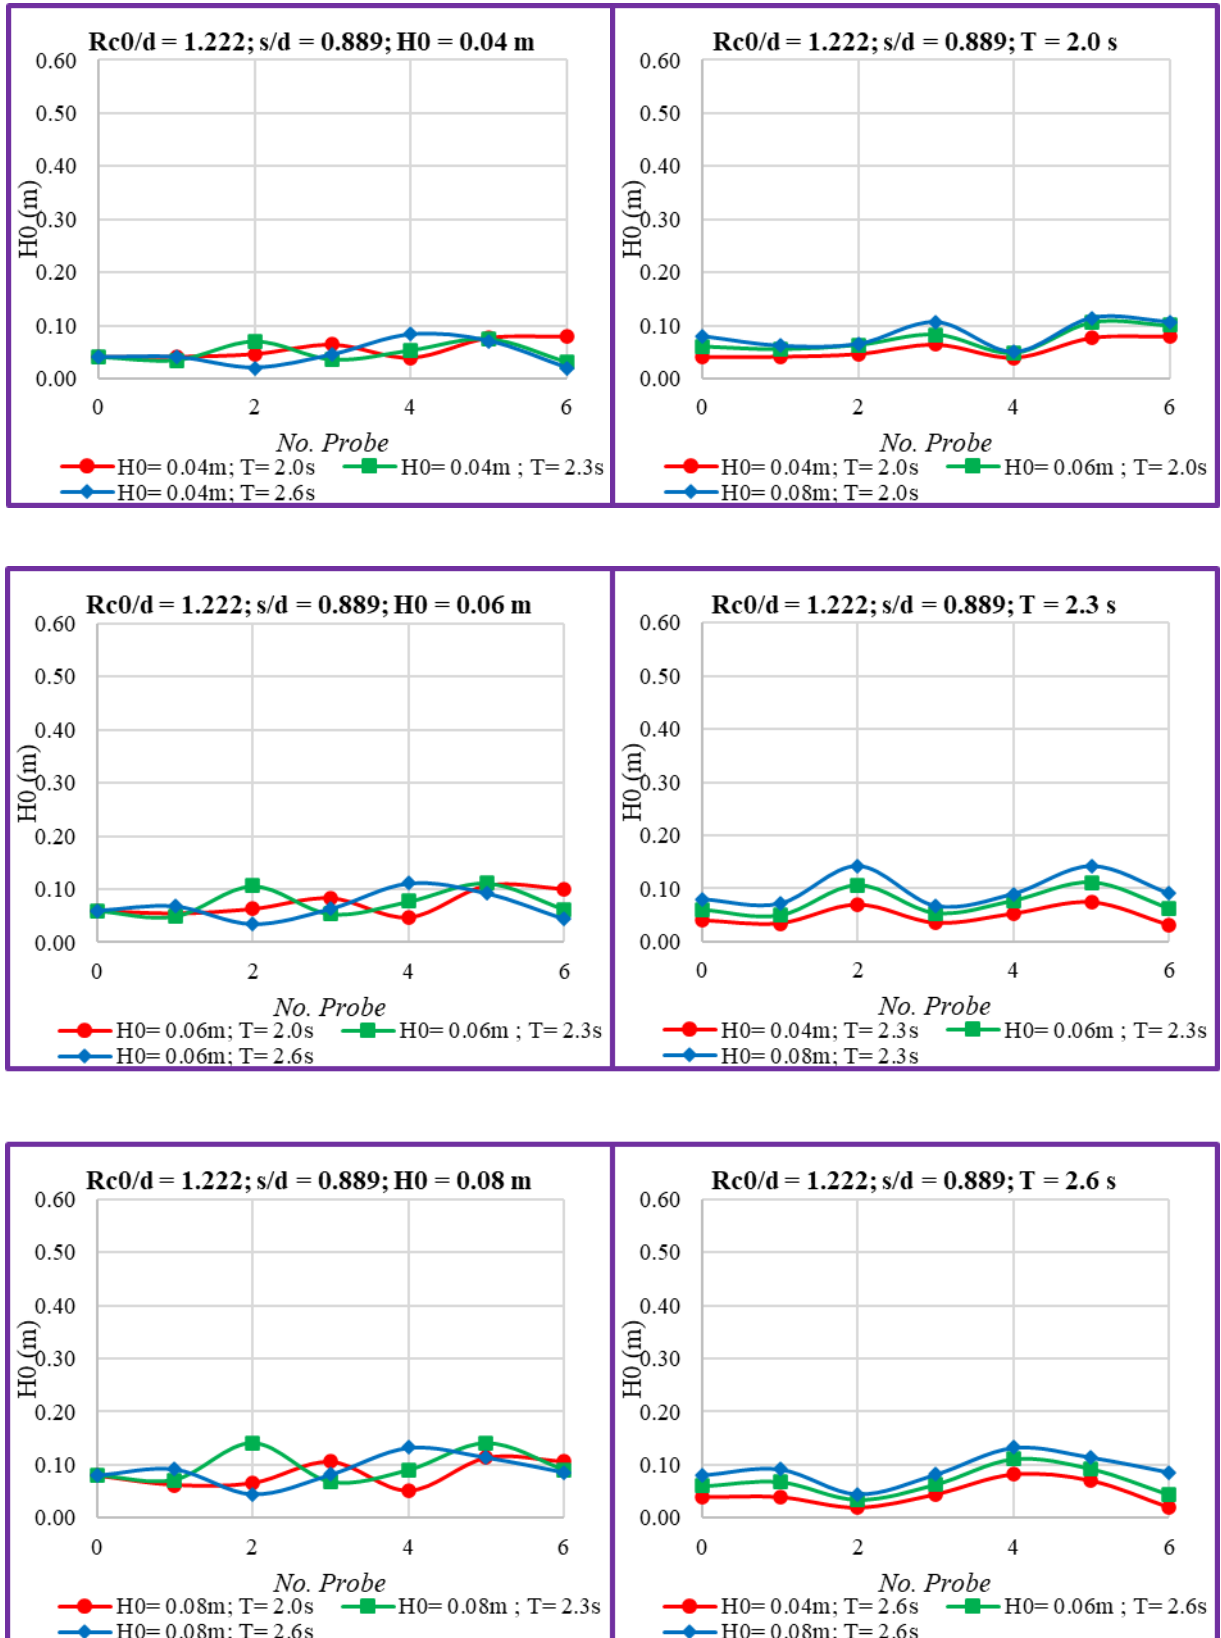 Rc0/d = 1.222; s/d = 0.889; H0 = 0.04 m
0.60
0.50
0.40
0.30
0.20
0.10
0.00
H0 (m)
0 2 4 6
No. Probe
H0= 0.04m; T= 2.0s H0= 0.04m ; T= 2.3s
H0= 0.04m; T= 2.6s
Rc0/d = 1.222; s/d = 0.889; T = 2.0 s
0.60
0.50
0.40
0.30
0.20
0.10
0.00
H0 (m)
0 2 4 6
No. Probe
H0= 0.04m; T= 2.0s H0= 0.06m ; T= 2.0s
H0= 0.08m; T= 2.0s
Rc0/d = 1.222; s/d = 0.889; H0 = 0.06 m
0.60
0.50
0.40
0.30
0.20
0.10
0.00
H0 (m)
0 2 4 6
No. Probe
H0= 0.06m; T= 2.0s H0= 0.06m ; T= 2.3s
H0= 0.06m; T= 2.6s
Rc0/d = 1.222; s/d = 0.889; T = 2.3 s
0.60
0.50
0.40
0.30
0.20
0.10
0.00
H0 (m)
0 2 4 6
No. Probe
H0= 0.04m; T= 2.3s H0= 0.06m ; T= 2.3s
H0= 0.08m; T= 2.3s
Rc0/d = 1.222; s/d = 0.889; H0 = 0.08 m
0.60
0.50
0.40
0.30
0.20
0.10
0.00
H0 (m)
0 2 4 6
No. Probe
H0= 0.08m; T= 2.0s H0= 0.08m ; T= 2.3s
H0= 0.08m; T= 2.6s
Rc0/d = 1.222; s/d = 0.889; T = 2.6 s
0.60
0.50
0.40
0.30
0.20
0.10
0.00
H0 (m)
0 2 4 6
No. Probe
H0= 0.04m; T= 2.6s H0= 0.06m ; T= 2.6s
H0= 0.08m; T= 2.6s